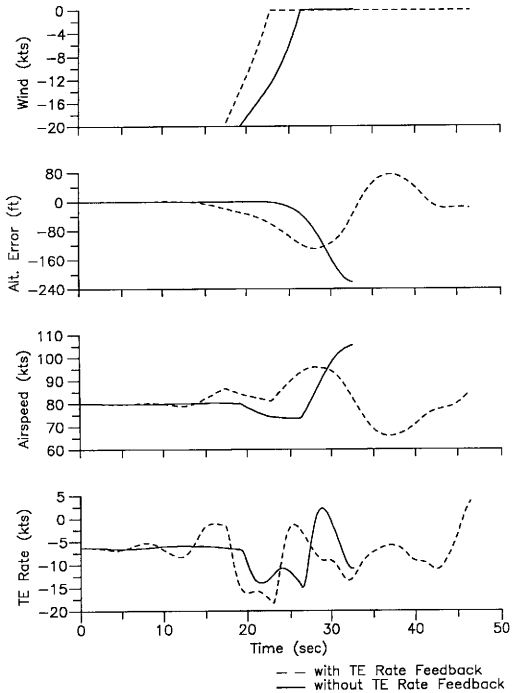 Wind (kts)
0
-4
-8
-12
-16
-20
Alt. Error (ft)
80
0
-80
-160
-240
Airspeed (kts)
110
100
90
80
70
60
TE Rate (kts)
5
0
-5
-10
-15
-20
0 10 20 30 40 50
Time (sec)
with TE Rate Feedback
without TE Rate Feedback